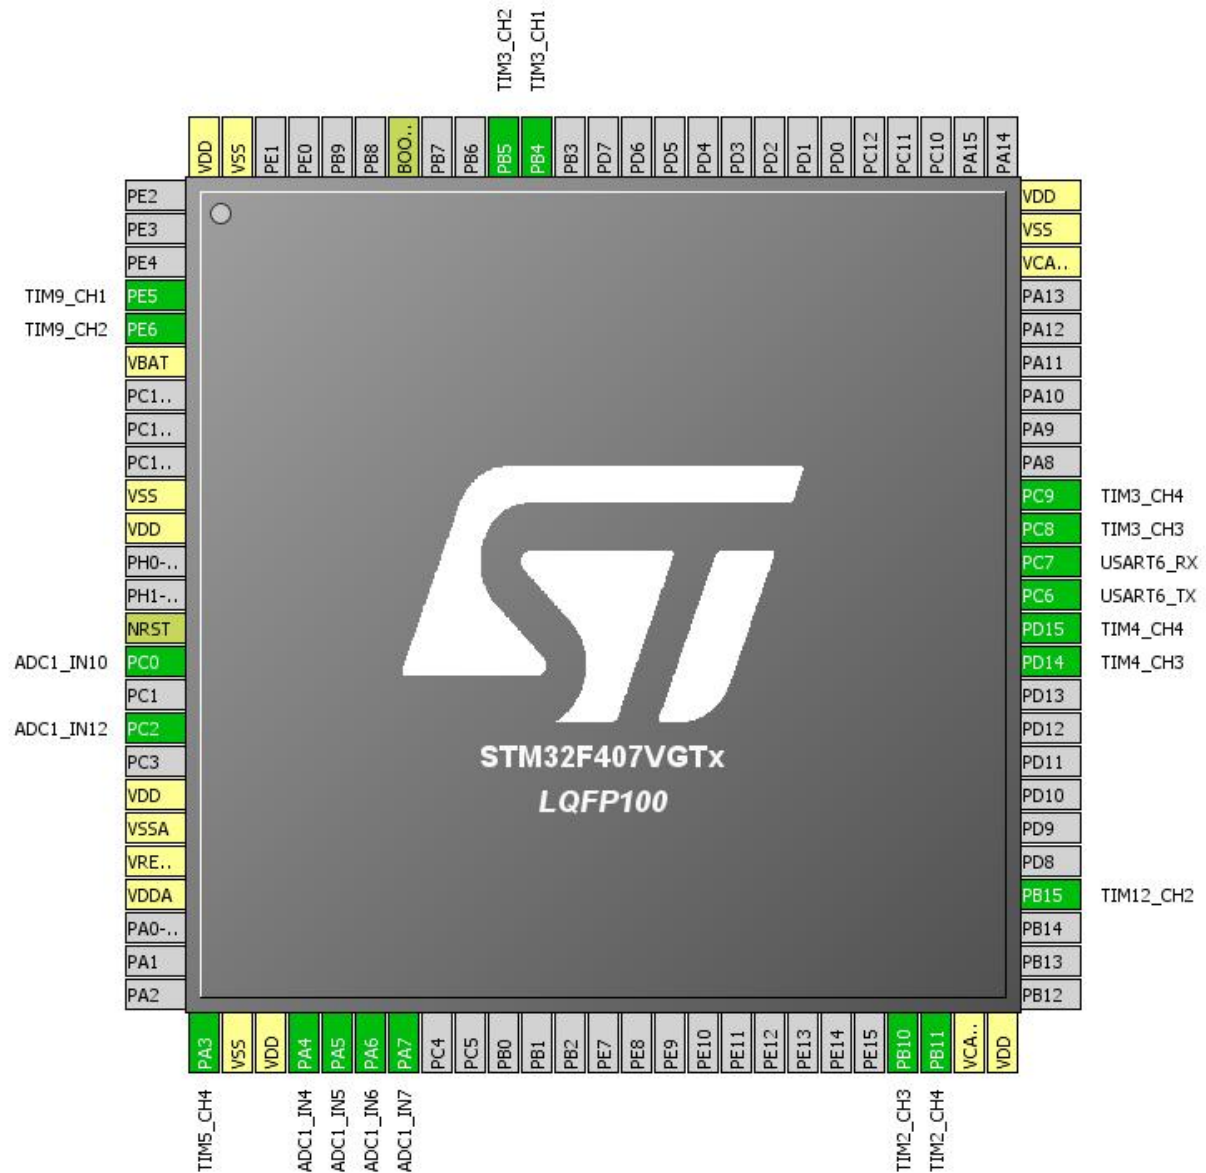 TIM3_CH2
TIM3_CH1
VDD
VSS
PE1
PE0
PB9
PB8
BOO..
PB7
PB6
PB5
PB4
PB3
PD7
PD6
PD5
PD4
PD3
PD2
PD1
PD0
PC12
PC11
PC10
PA15
PA14
PE2
PE3
PE4
TIM9_CH1 PE5
TIM9_CH2 PE6
VBAT
PC1..
PC1..
PC1..
VSS
VDD
PH0-..
PH1-..
NRST
ADC1_IN10 PC0
PC1
ADC1_IN12 PC2
PC3
VDD
VSSA
VRE..
VDDA
PA0-..
PA1
PA2
STM32F407VGTx
LQFP100
VDD
VSS
VCA..
PA13
PA12
PA11
PA10
PA9
PA8
PC9 TIM3_CH4
PC8 TIM3_CH3
PC7 USART6_RX
PC6 USART6_TX
PD15 TIM4_CH4
PD14 TIM4_CH3
PD13
PD12
PD11
PD10
PD9
PD8
PB15 TIM12_CH2
PB14
PB13
PB12
PA3
VSS
VDD
PA4
PA5
PA6
PA7
PC4
PC5
PB0
PB1
PB2
PE7
PE8
PE9
PE10
PE11
PE12
PE13
PE14
PE15
PB10
PB11
VCA..
VDD
TIM5_CH4
ADC1_IN4
ADC1_IN5
ADC1_IN6
ADC1_IN7
TIM2_CH3
TIM2_CH4